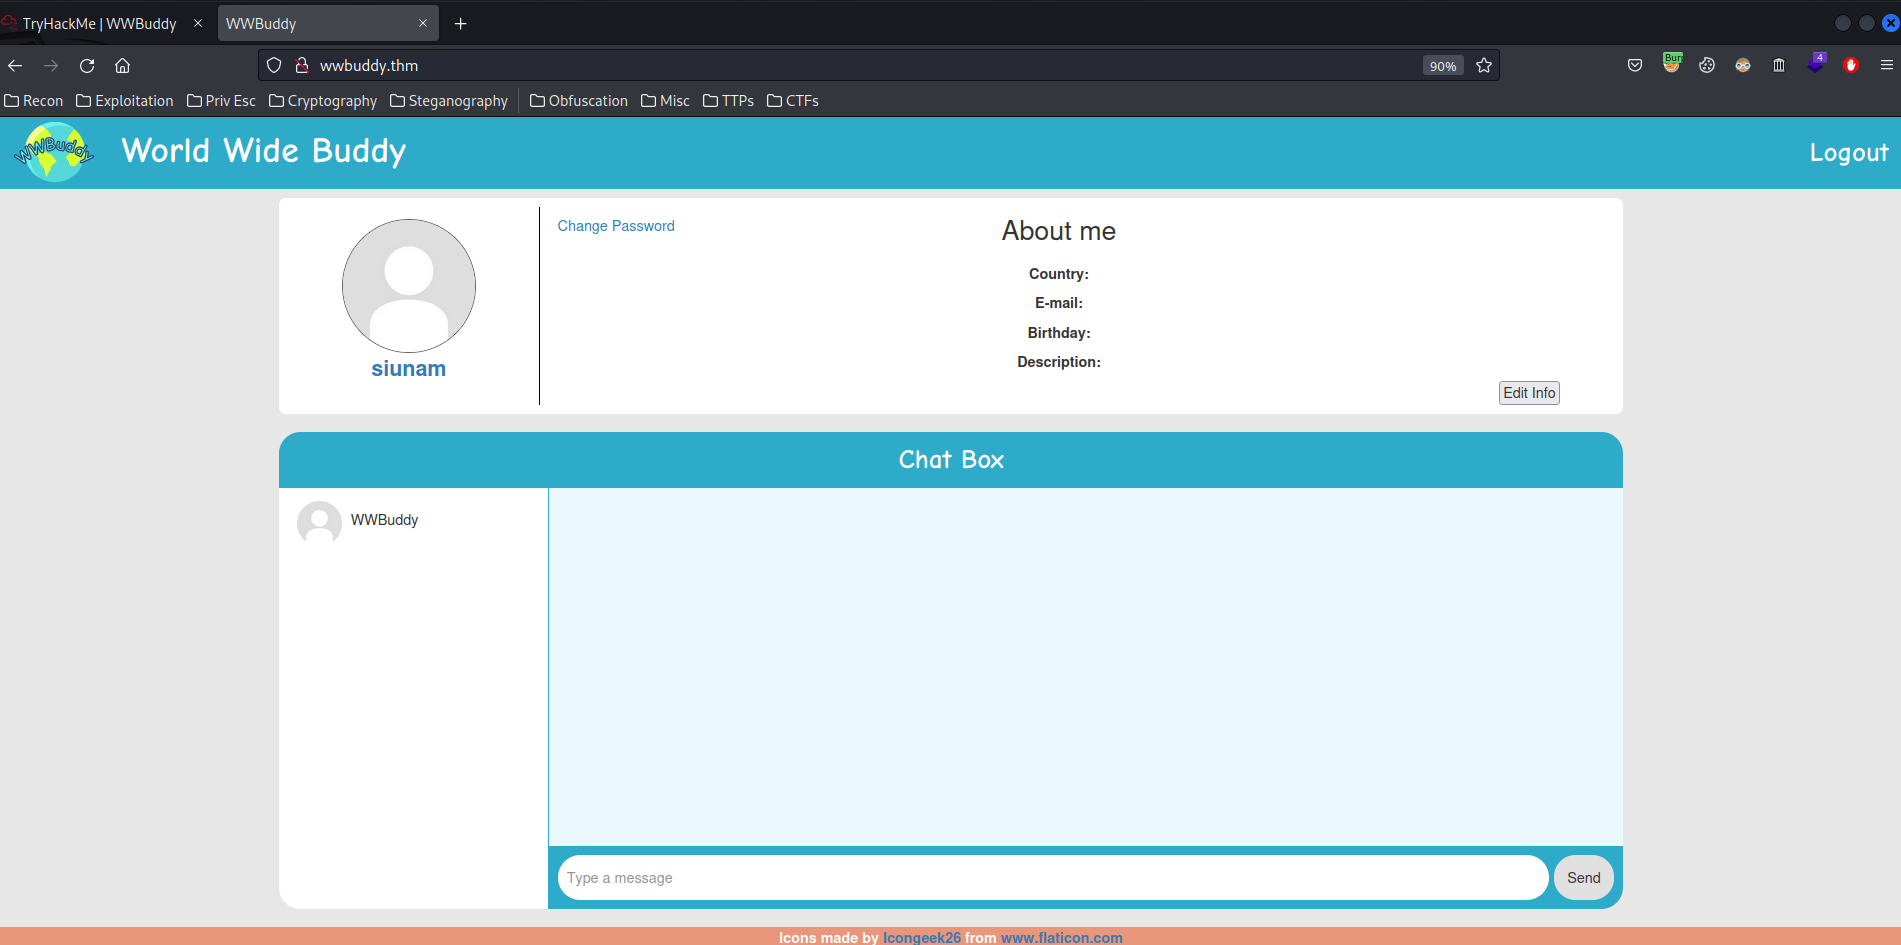 TryHackMe | WWBuddy
WWBuddy
wwbuddy.thm
90%
Bur
4
Recon
Exploitation
Priv Esc
Cryptography
Steganography
Obfuscation
Misc
TTPs
CTFs
WWBuddy
World Wide Buddy
Logout
Change Password
About me
Country:
E-mail:
Birthday:
Description:
siunam
Edit Info
Chat Box
WWBuddy
Type a message
Send
Icons made by Icongeek26 from www.flaticon.com